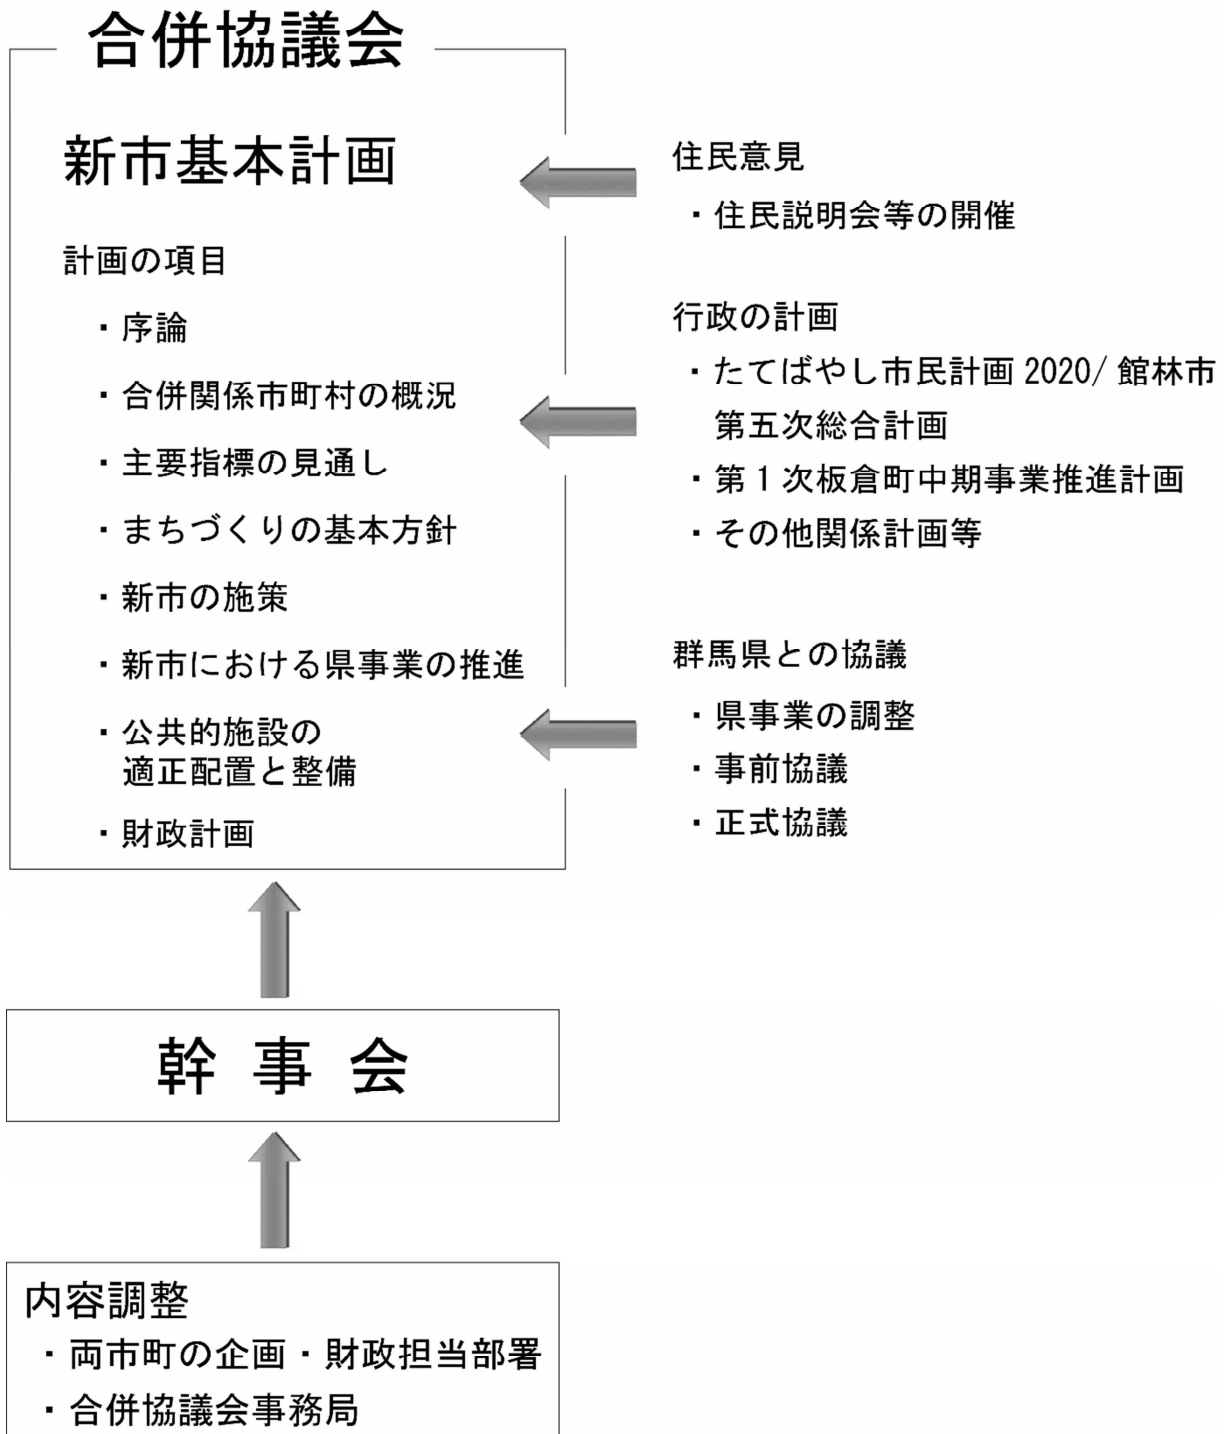 合併協議会
新市基本計画
計画の項目
・序論
・合併関係市町村の概況
・主要指標の見通し
・まちづくりの基本方針
・新市の施策
・新市における県事業の推進
・公共的施設の
適正配置と整備
・財政計画
住民意見
・住民説明会等の開催
行政の計画
・たてばやし市民計画 2020/ 館林市
第五次総合計画
・第１次板倉町中期事業推進計画
・その他関係計画等
群馬県との協議
・県事業の調整
・事前協議
・正式協議
幹 事 会
内容調整
・両市町の企画・財政担当部署
・合併協議会事務局